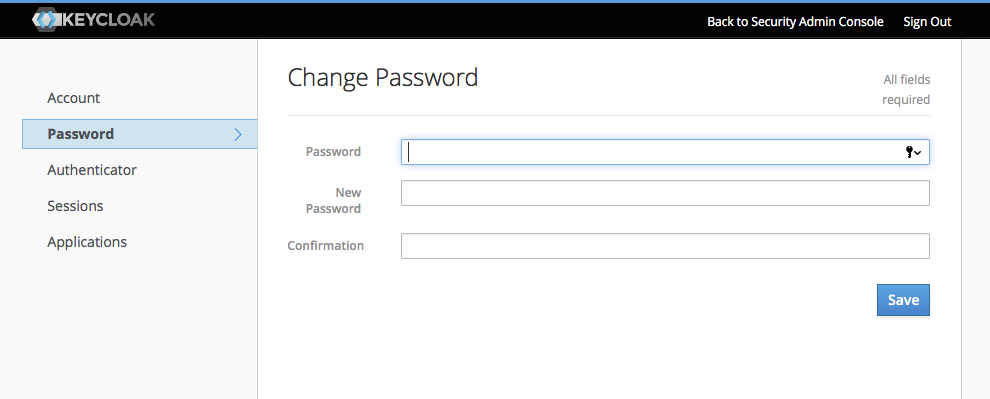 KEYCLOAK
Back to Security Admin Console Sign Out
Account
Password
Authenticator
Sessions
Applications
Change Password
All fields
required
Password
New
Password
Confirmation
Save